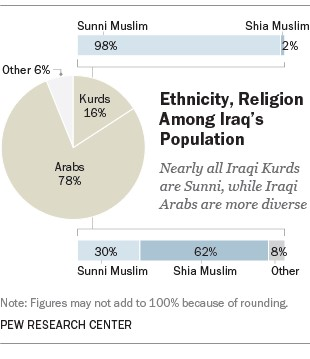 Sunni Muslim Shia Muslim
98% 2%
Other 6%
Kurds
16%
Arabs
78%
Ethnicity, Religion
Among Iraq's
Population
Nearly all Iraqi Kurds
are Sunni, while Iraqi
Arabs are more diverse
30% 62% 8%
Sunni Muslim Shia Muslim Other
Note: Figures may not add to 100% because of rounding.
PEW RESEARCH CENTER